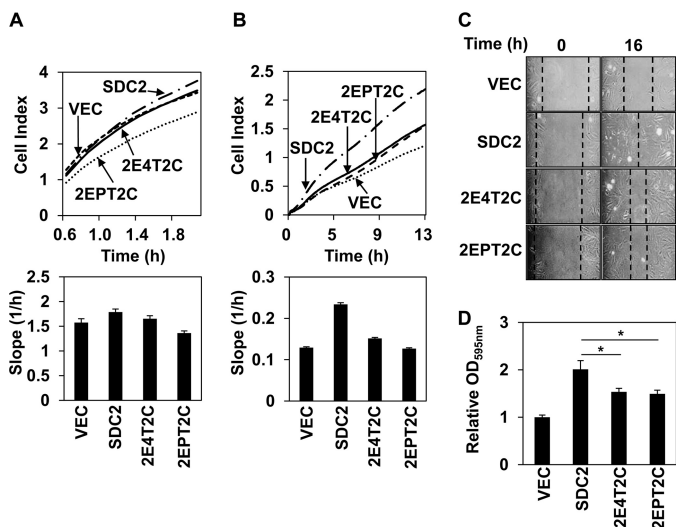 A
B
C
Cell Index
4
3
2
1
0
SDC2
VEC
2E4T2C
2EPT2C
0.6
1.0
1.4
1.8
Time (h)
Cell Index
2.5
2
1.5
1
0.5
0
2EPT2C
2E4T2C
SDC2
VEC
0
5
9
13
Time (h)
Time (h)
0
16
VEC
SDC2
2E4T2C
2EPT2C
Slope (1/h)
2.5
2
1.5
1
0.5
0
VEC
SDC2
2E4T2C
2EPT2C
Slope (1/h)
0.3
0.2
0.1
0
VEC
SDC2
2E4T2C
2EPT2C
D
Relative OD595nm
3
2
1
0
*
*
VEC
SDC2
2E4T2C
2EPT2C